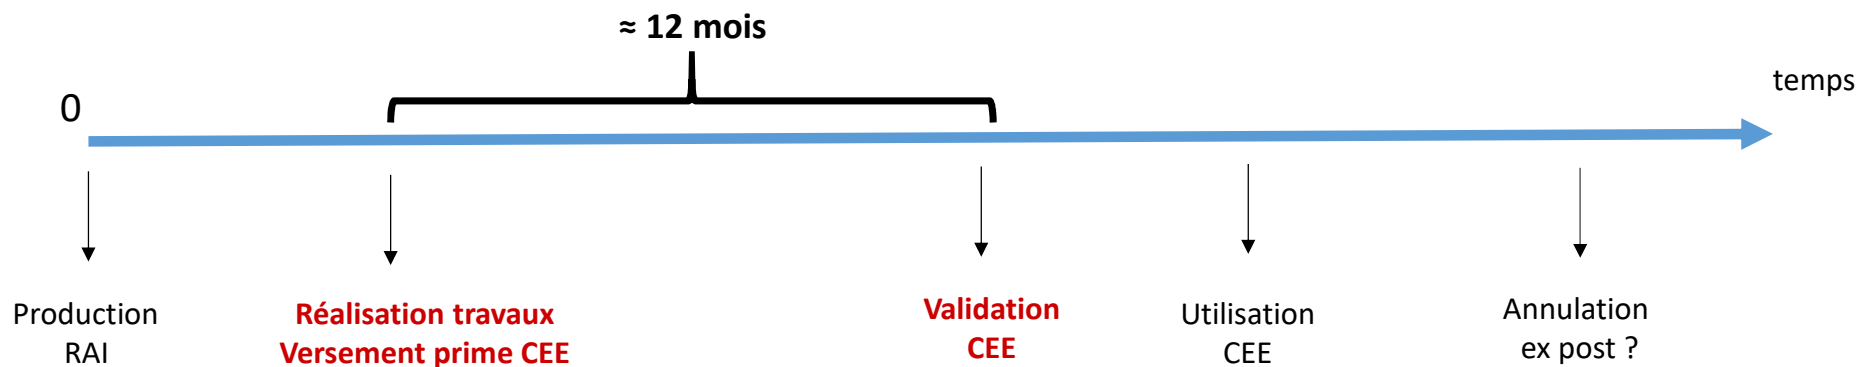 ≈ 12 mois
temps
0
Production
RAI
Réalisation travaux
Versement prime CEE
Validation
CEE
Utilisation
CEE
Annulation
ex post ?